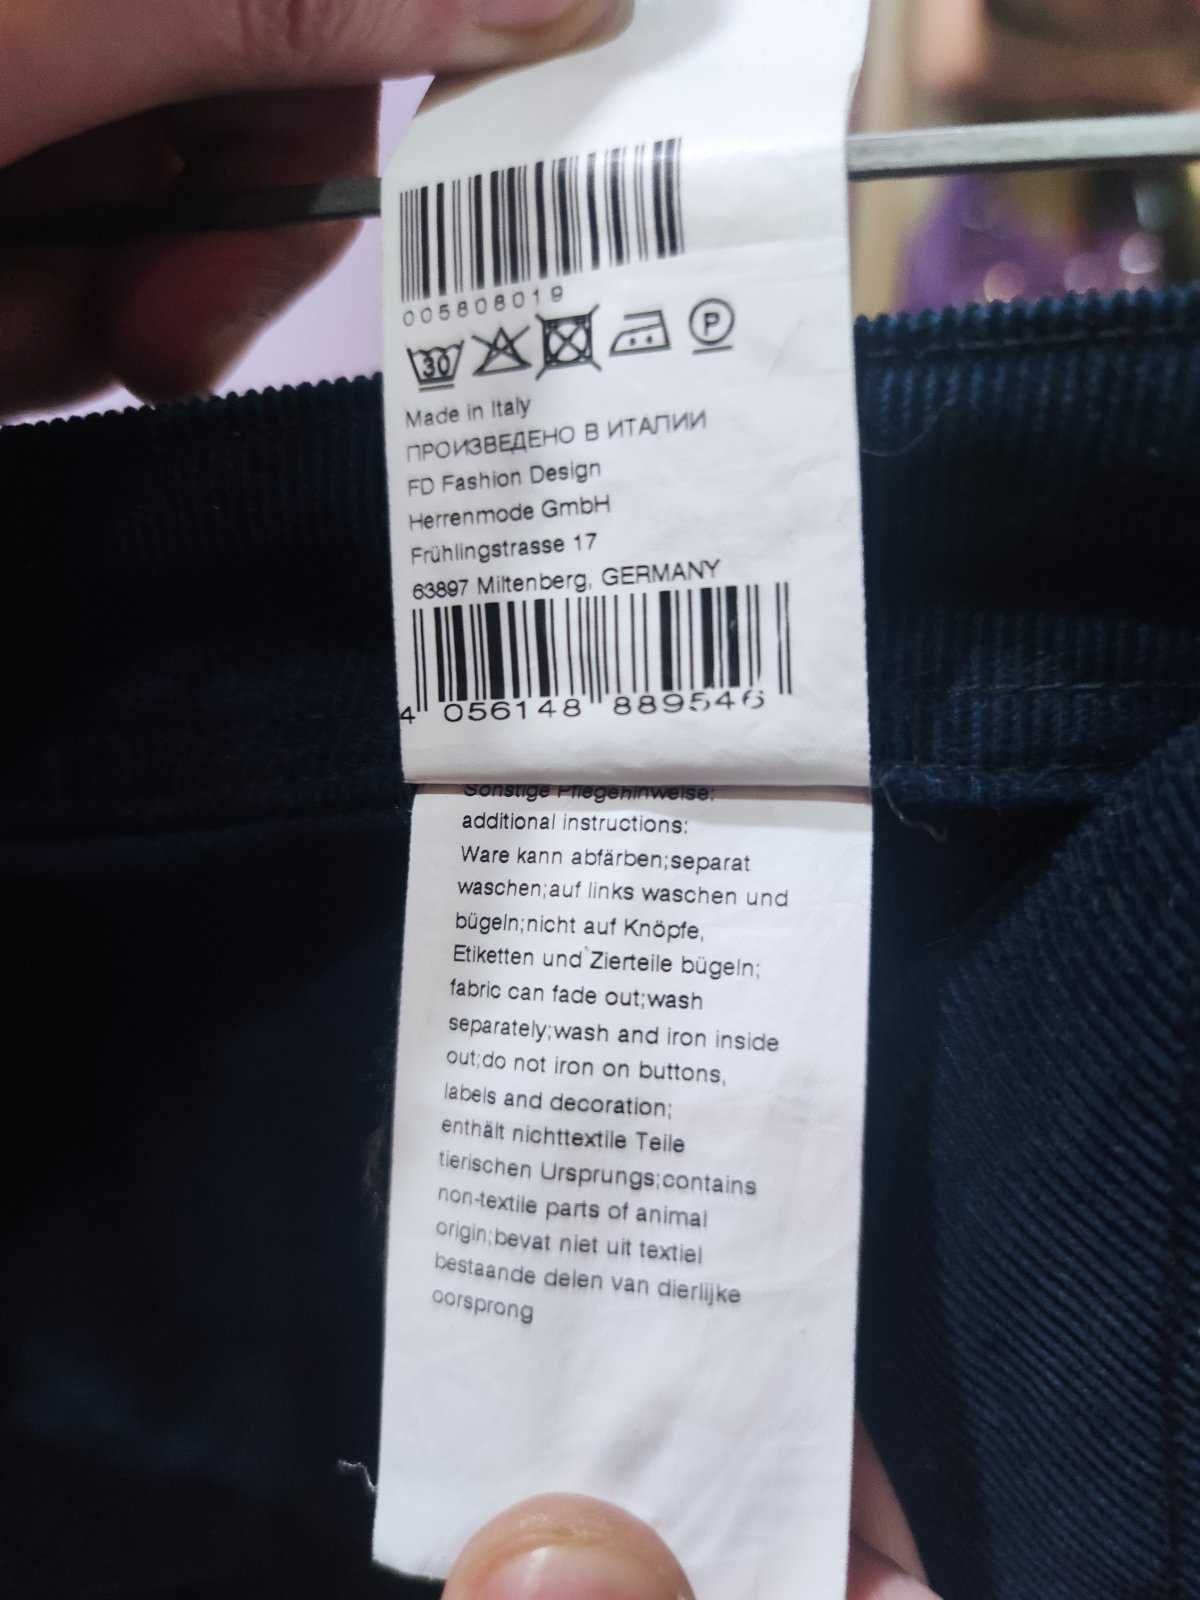 005808019
30 P
Made in Italy
ПРОИЗВЕДЕНО В ИТАЛИИ
FD Fashion Design
Herrenmode GmbH
Frühlingstrasse 17
63897 Miltenberg, GERMANY
4 056148 889546
Sonstige Pflegehinweise:
additional instructions:
Ware kann abfärben;separat
waschen;auf links waschen und
bügeln;nicht auf Knöpfe,
Etiketten und Zierteile bügeln;
fabric can fade out;wash
separately;wash and iron inside
out;do not iron on buttons,
labels and decoration;
enthält nichttextile Teile
tierischen Ursprungs;contains
non-textile parts of animal
origin;bevat niet uit textiel
bestaande delen van dierlijke
oorsprong